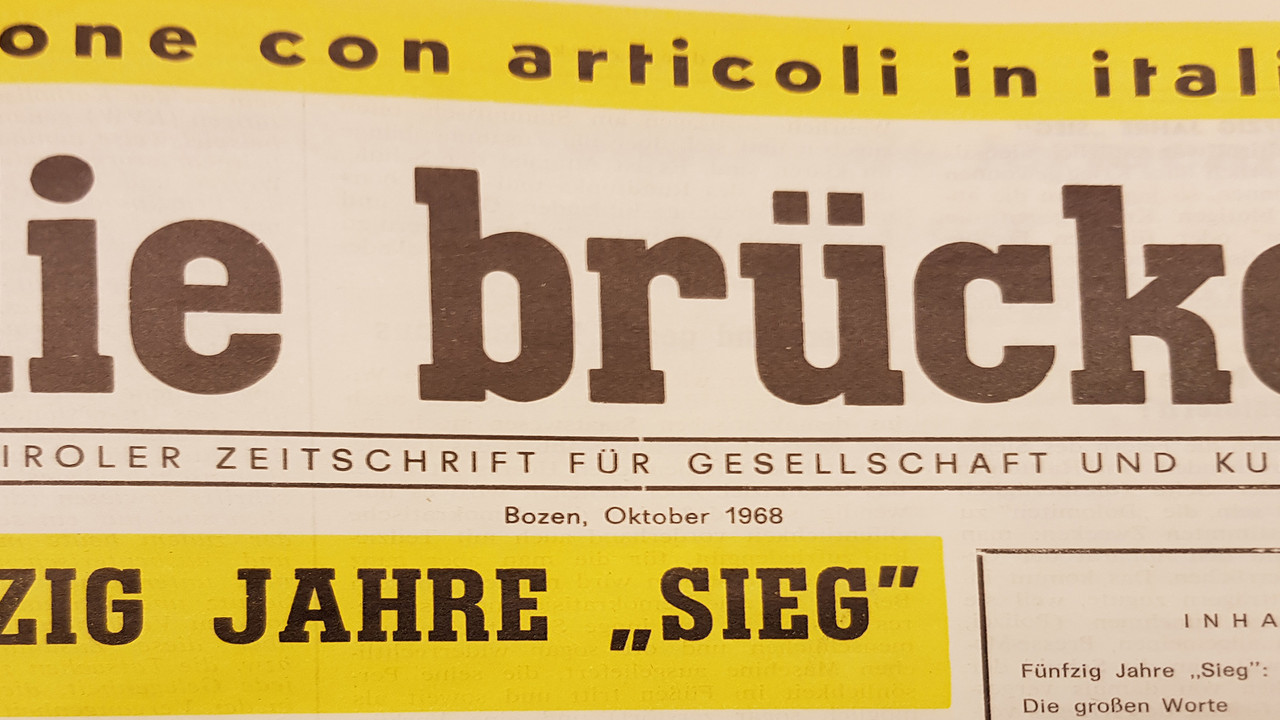 one con articoli in itali
ie brücke
IROLER ZEITSCHRIFT FÜR GESELLSCHAFT UND KU
Bozen, Oktober 1968
ZIG JAHRE „SIEG”
INHA
Fünfzig Jahre „Sieg”:
Die großen Worte